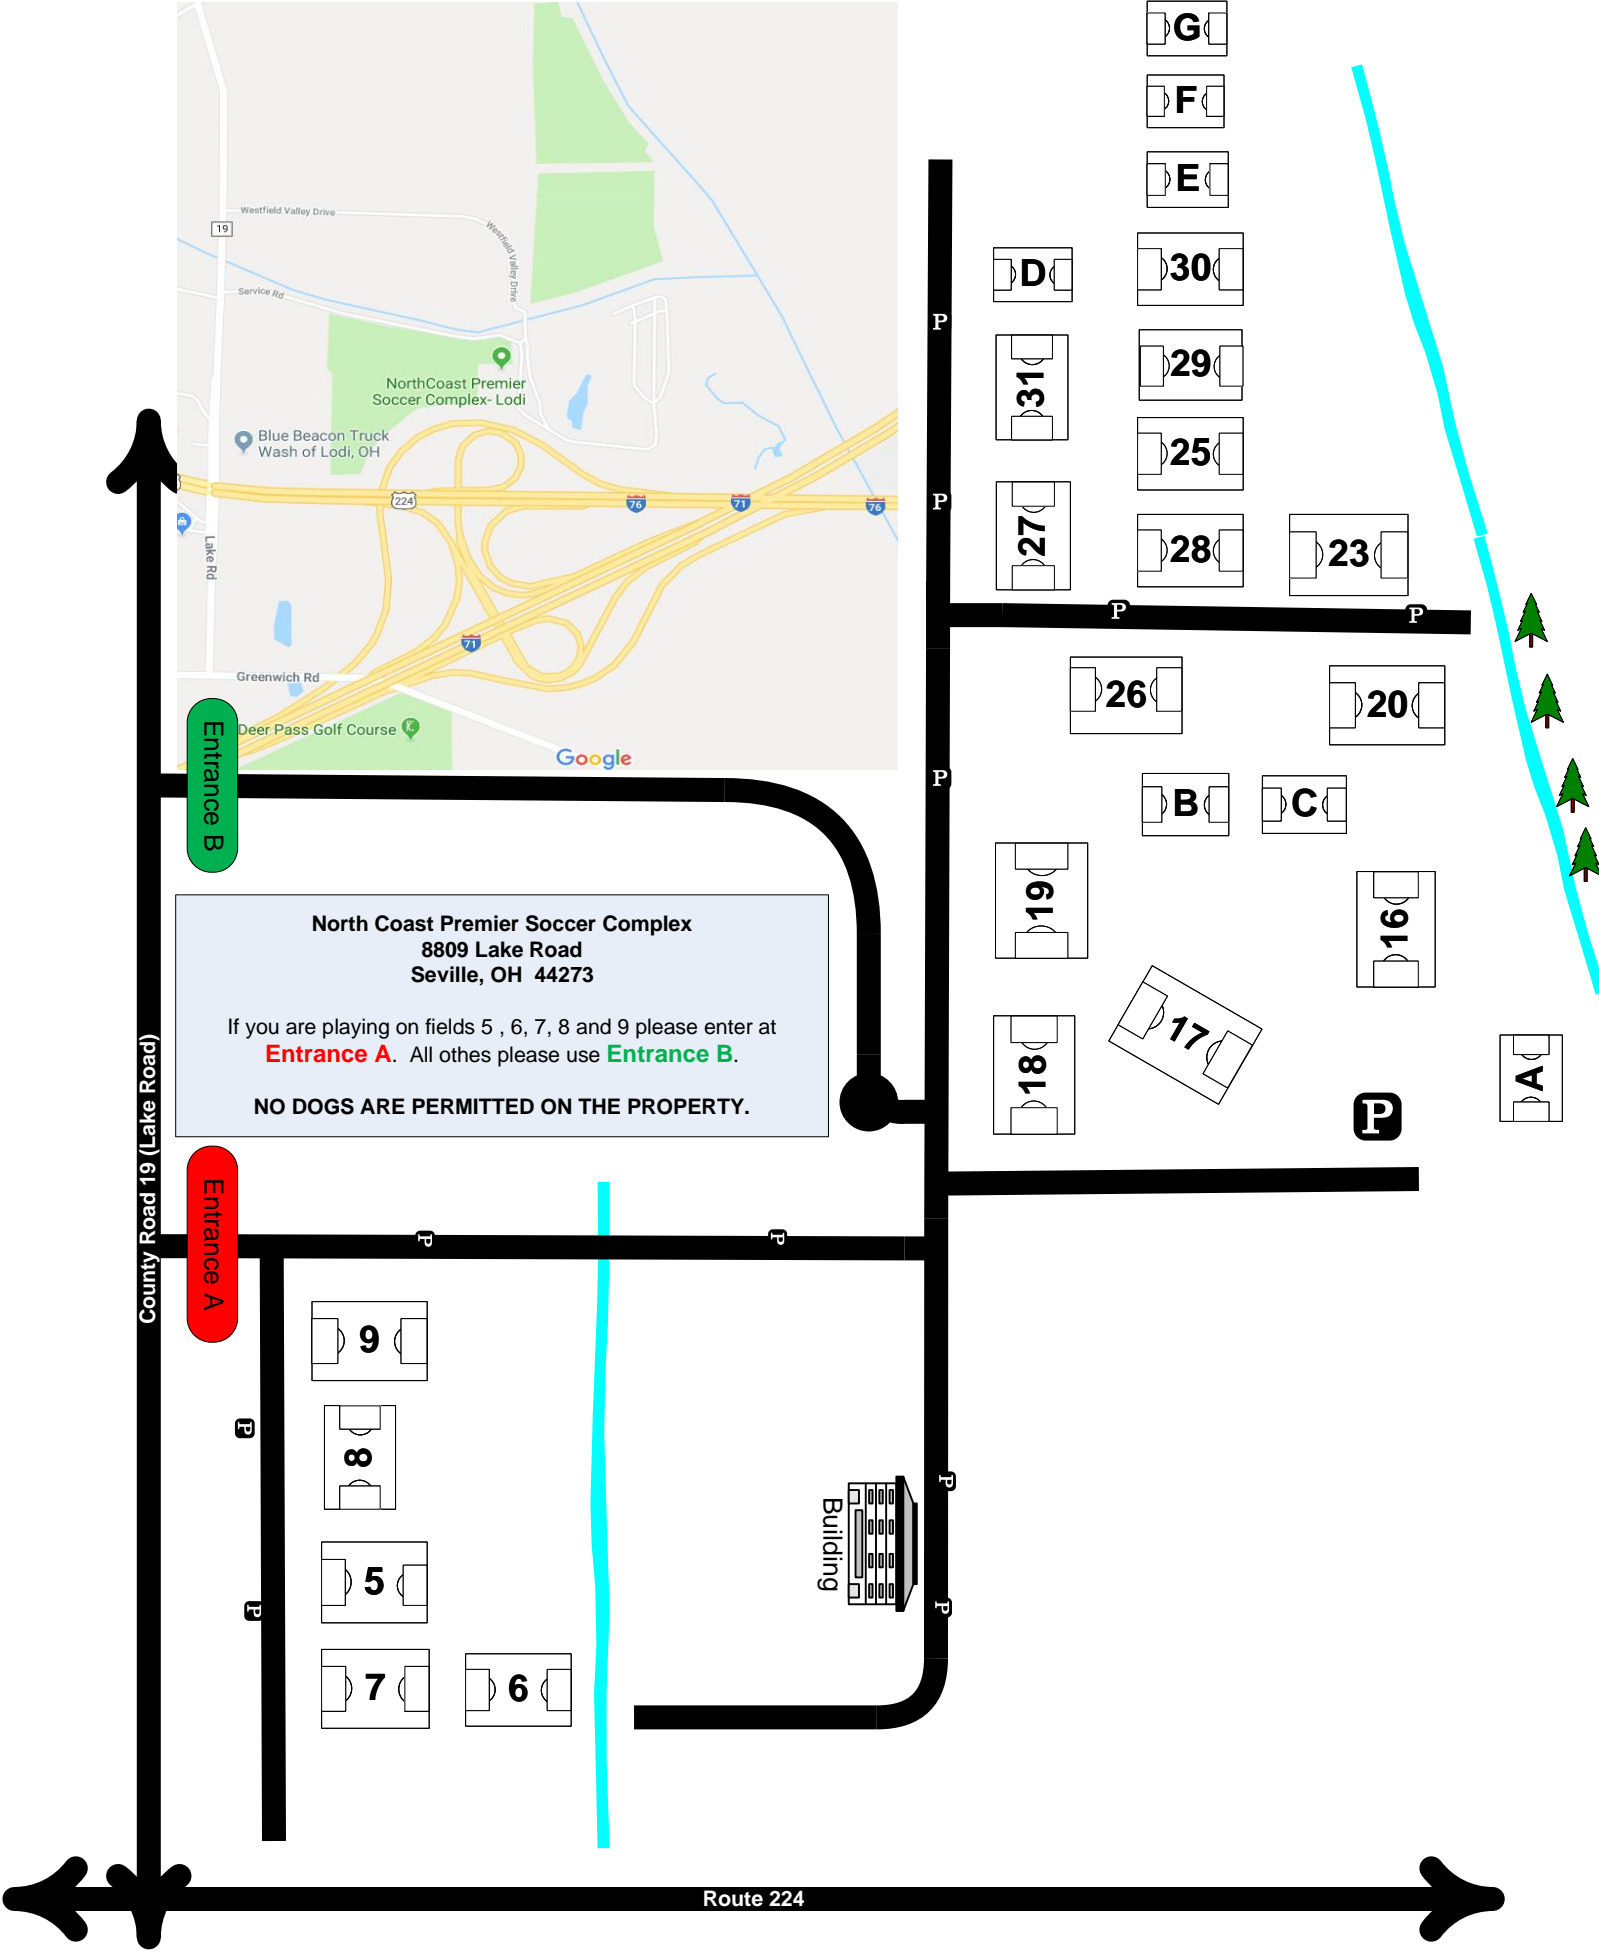 G
F
E
D
30
31
29
25
27
28
23
26
20
B
C
19
16
17
18
A
P
P
P
P
P
P
Westfield Valley Drive
Westfield Valley Drive
19
Service Rd
NorthCoast Premier
Soccer Complex- Lodi
Blue Beacon Truck
Wash of Lodi, OH
224
76
71
76
Lake Rd
71
Greenwich Rd
Deer Pass Golf Course
Google
Entrance B
North Coast Premier Soccer Complex
8809 Lake Road
Seville, OH 44273
If you are playing on fields 5 , 6, 7, 8 and 9 please enter at
Entrance A. All othes please use Entrance B.
NO DOGS ARE PERMITTED ON THE PROPERTY.
County Road 19 (Lake Road)
Entrance A
P
P
9
P
8
P
Building
5
P
P
7
6
Route 224